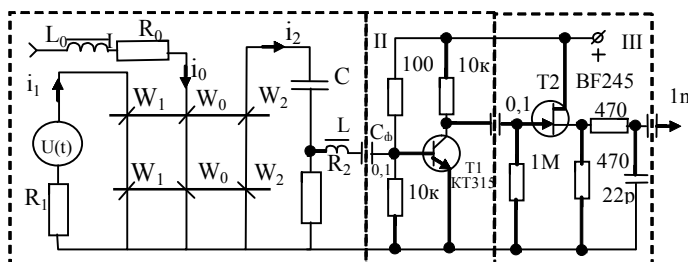 L₀ I R₀
i₂
II
III
i₁
i₀
C
100
10к
+
T2
BF245
1n
W₁ W₀ W₂
U(t)
L
Cф
0,1
0,1
470
R₂
T1
КТ315
1M
470
22p
W₁ W₀ W₂
R₁
10к